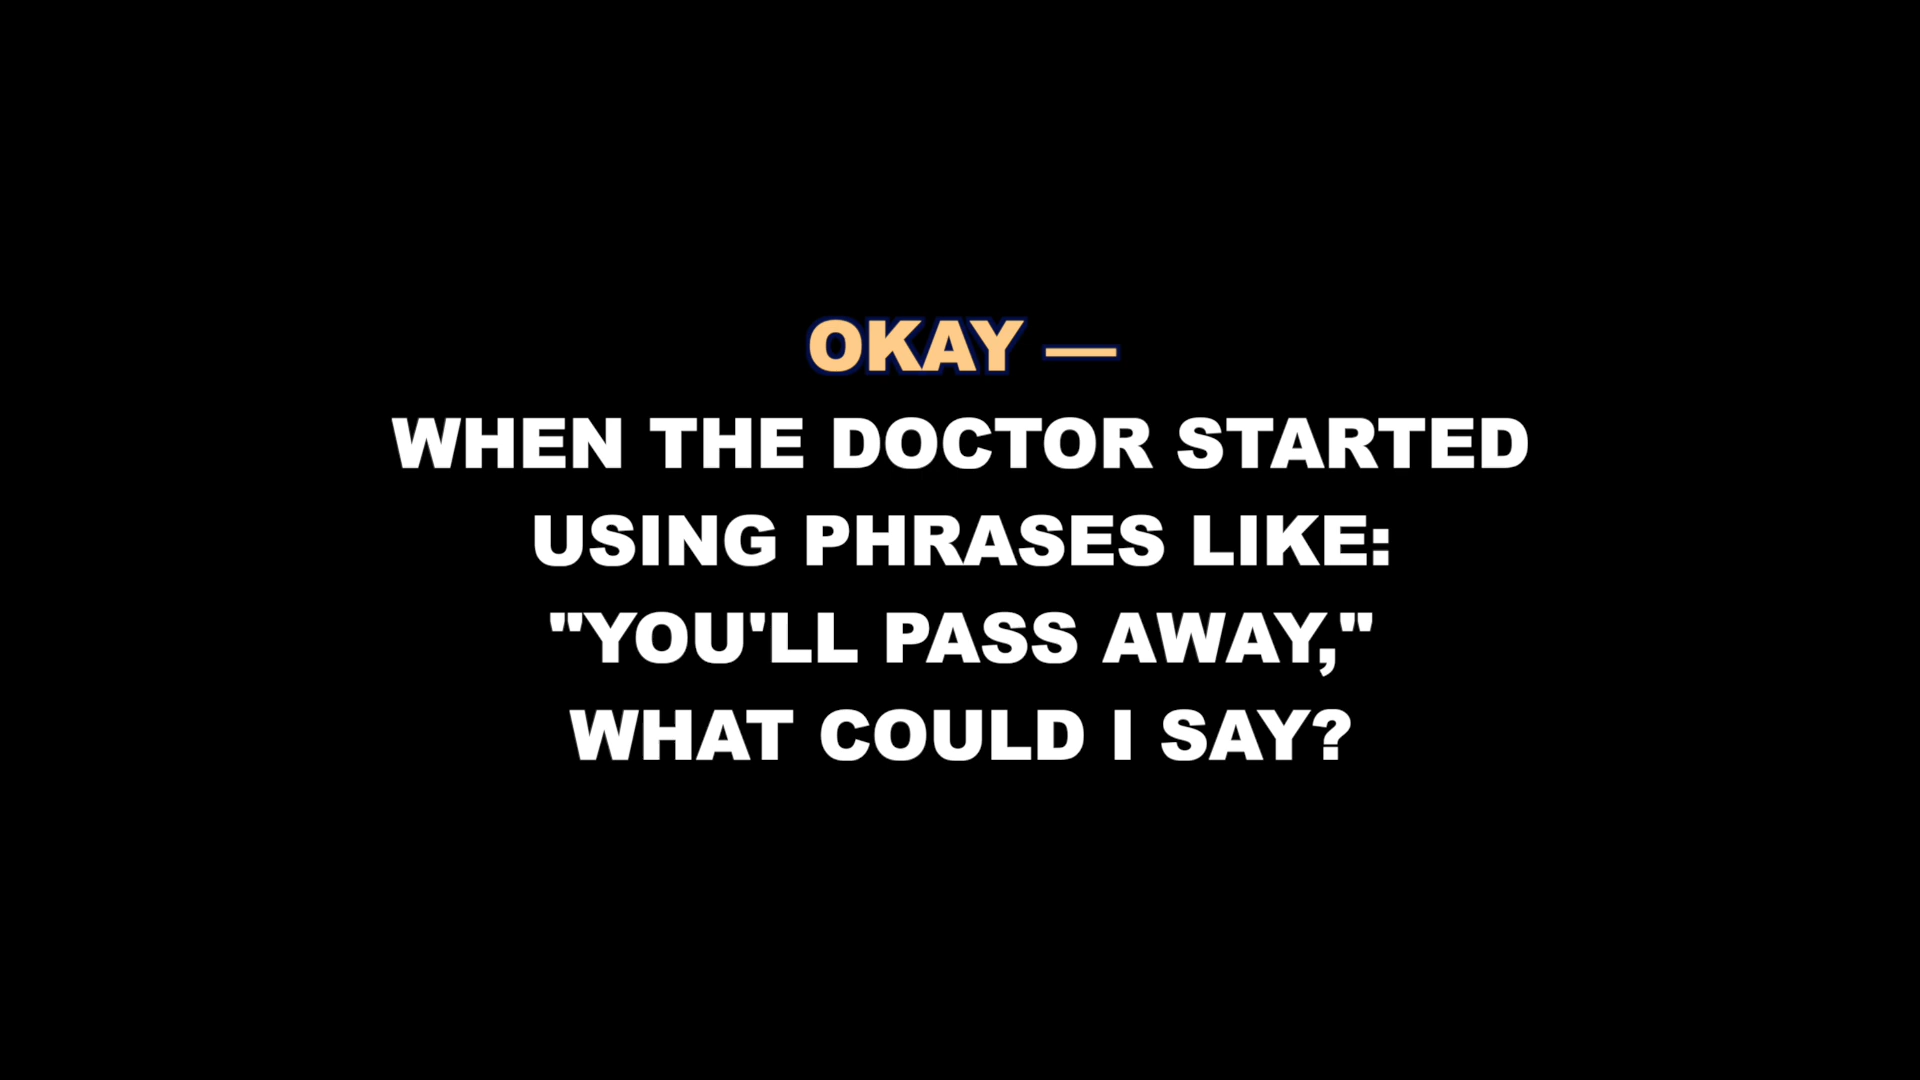 OKAY —
WHEN THE DOCTOR STARTED
USING PHRASES LIKE:
"YOU'LL PASS AWAY,"
WHAT COULD I SAY?